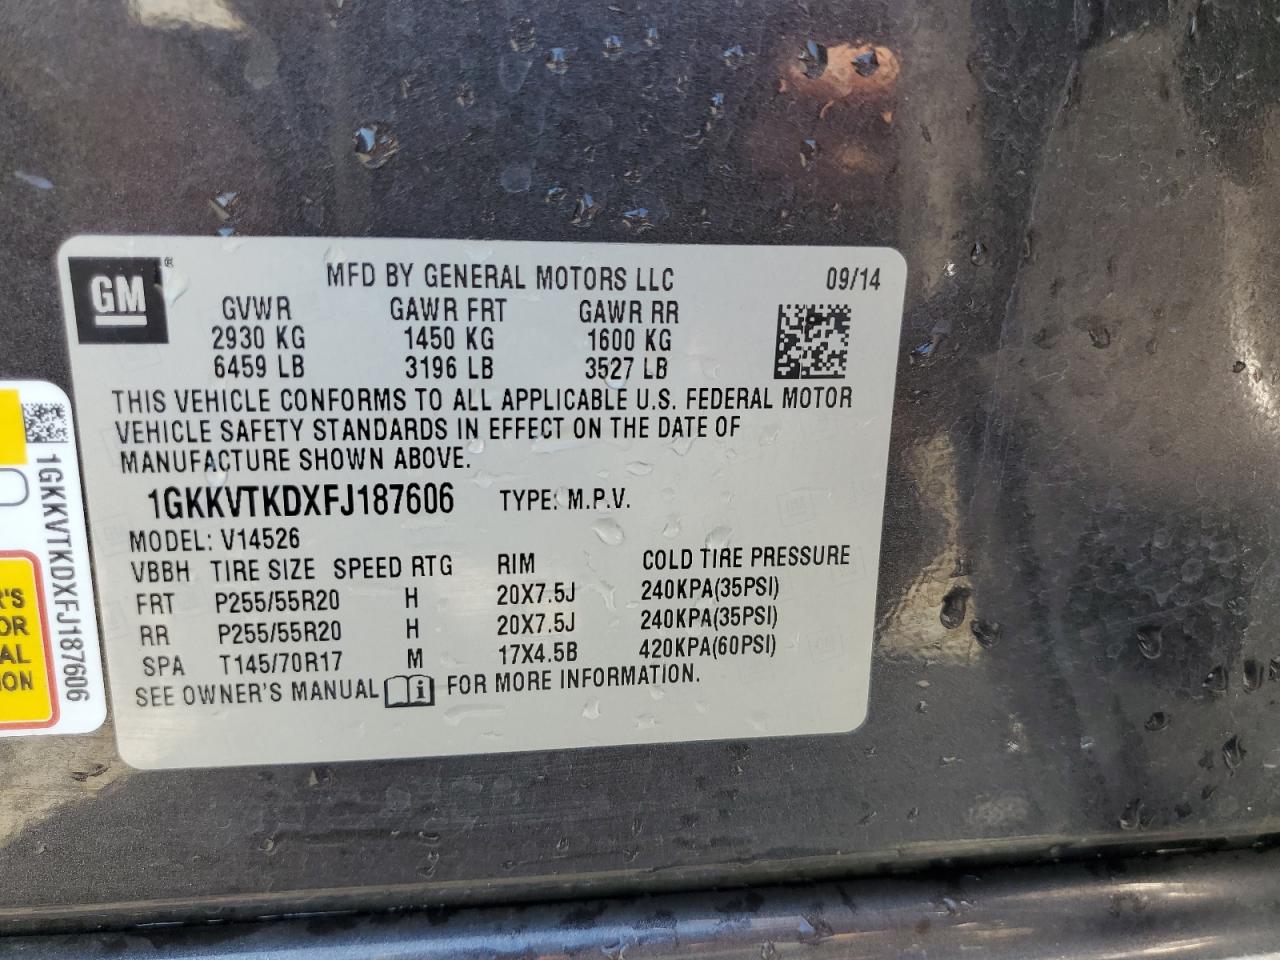 GM ®
MFD BY GENERAL MOTORS LLC 09/14
GVWR GAWR FRT GAWR RR
2930 KG 1450 KG 1600 KG
6459 LB 3196 LB 3527 LB
THIS VEHICLE CONFORMS TO ALL APPLICABLE U.S. FEDERAL MOTOR
VEHICLE SAFETY STANDARDS IN EFFECT ON THE DATE OF
MANUFACTURE SHOWN ABOVE.
1GKKVTKDXFJ187606 TYPE: M.P.V.
MODEL: V14526
VBBH TIRE SIZE SPEED RTG RIM COLD TIRE PRESSURE
FRT P255/55R20 H 20X7.5J 240KPA(35PSI)
RR P255/55R20 H 20X7.5J 240KPA(35PSI)
SPA T145/70R17 M 17X4.5B 420KPA(60PSI)
SEE OWNER'S MANUAL i FOR MORE INFORMATION.
1GKKVTKDXFJ187606
'S
OR
AL
ION